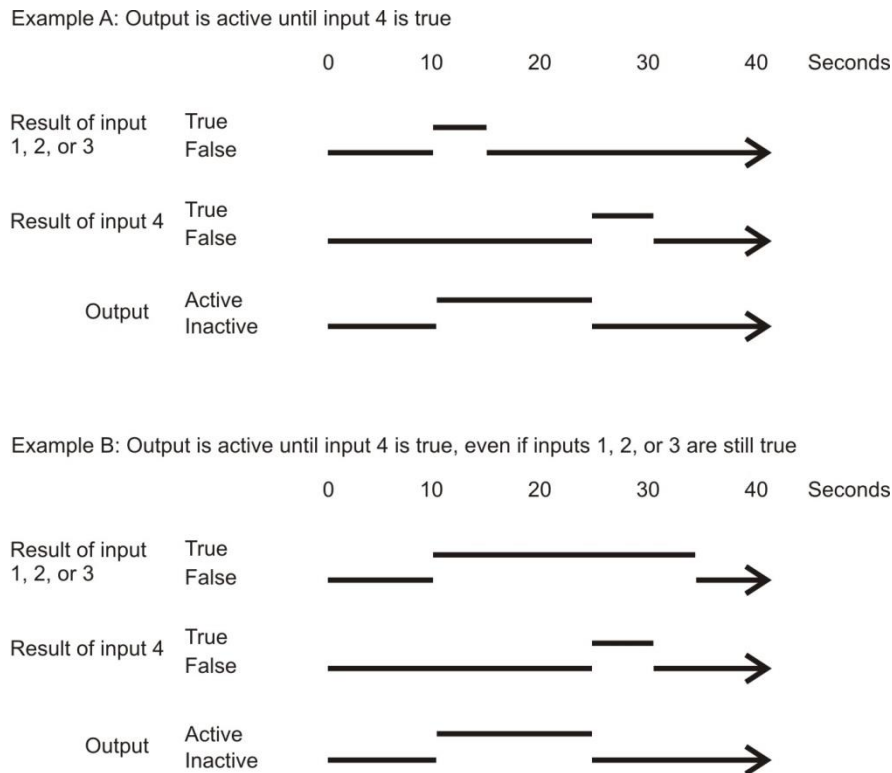 Example A: Output is active until input 4 is true
0 10 20 30 40 Seconds
Result of input
1, 2, or 3
True
False
Result of input 4
True
False
Output
Active
Inactive
Example B: Output is active until input 4 is true, even if inputs 1, 2, or 3 are still true
0 10 20 30 40 Seconds
Result of input
1, 2, or 3
True
False
Result of input 4
True
False
Output
Active
Inactive